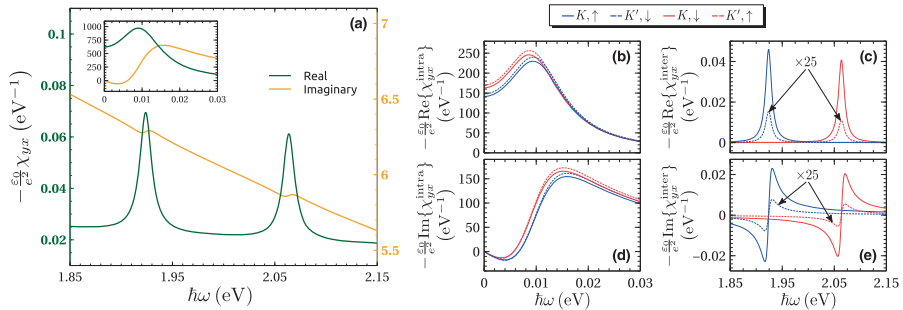 K, ↑ K′, ↓ K, ↓ K′, ↑
(a)
Real
Imaginary
−ε₀/e² χyx (eV⁻¹)
0.1
0.08
0.06
0.04
0.02
7
6.5
6
5.5
1.85 1.95 2.05 2.15
ħω (eV)
1000
750
500
250
0
0 0.01 0.02 0.03
(b)
−ε₀/e² Re{χyx^intra}
(eV⁻¹)
250
200
150
100
50
0
(c)
−ε₀/e² Re{χyx^inter}
(eV⁻¹)
×25
0.04
0.02
0
(d)
−ε₀/e² Im{χyx^intra}
(eV⁻¹)
150
100
50
0
0 0.01 0.02 0.03
ħω (eV)
(e)
−ε₀/e² Im{χyx^inter}
(eV⁻¹)
×25
0.02
0
−0.02
1.85 1.95 2.05 2.15
ħω (eV)